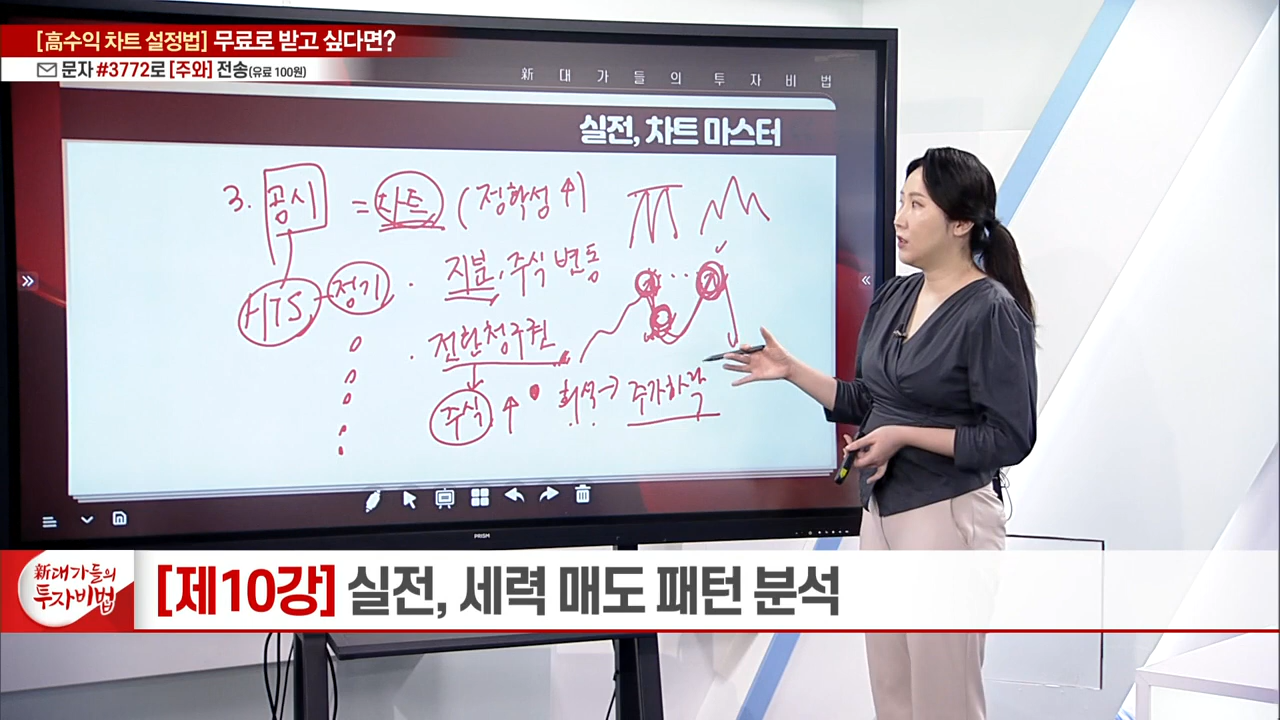 [高수익 차트 설정법] 무료로 받고 싶다면?
문자 #3772로 [주와] 전송(유료 100원)
新 대 가 들 의 투 자 비 법
실전, 차트 마스터
3. 공시 = 차트 (정확성 ↑)
HTS, 정기 · 지분, 주식 변동
· 전환청구권
주식 ↑ 희석→ 주가하락
PRISM
新대가들의
투자비법
[제10강] 실전, 세력 매도 패턴 분석